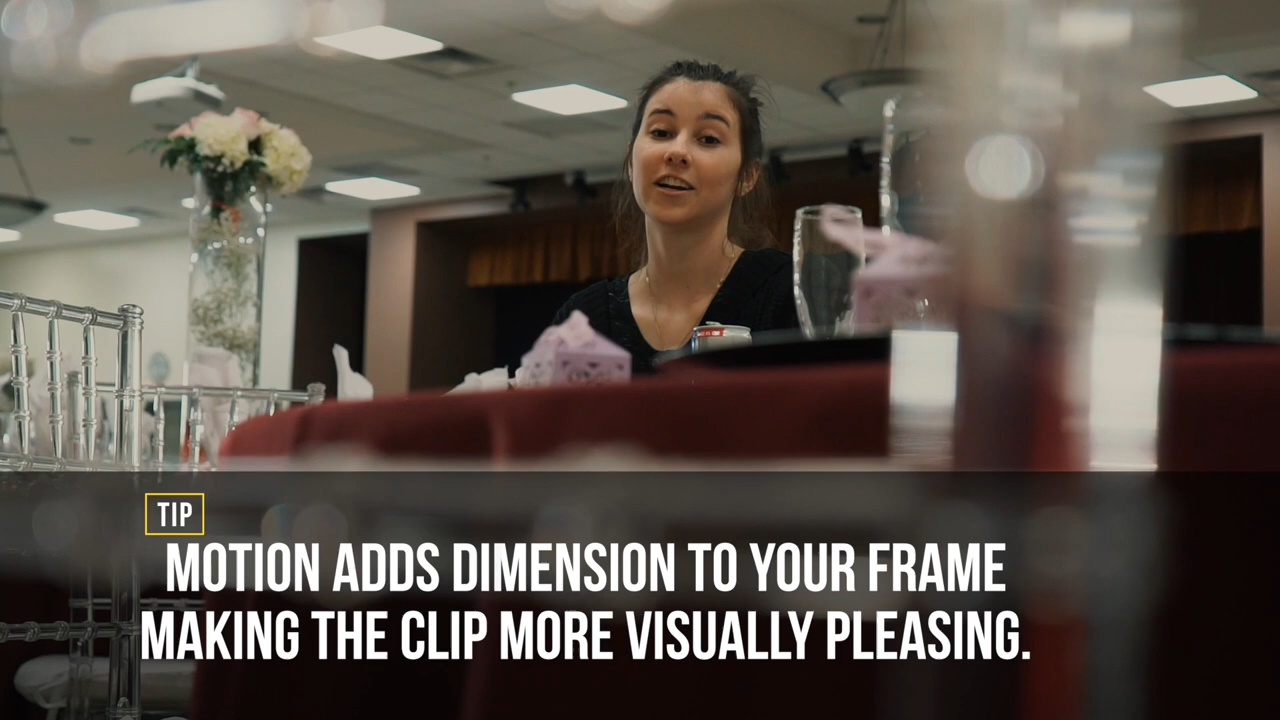 TIP
MOTION ADDS DIMENSION TO YOUR FRAME
MAKING THE CLIP MORE VISUALLY PLEASING.